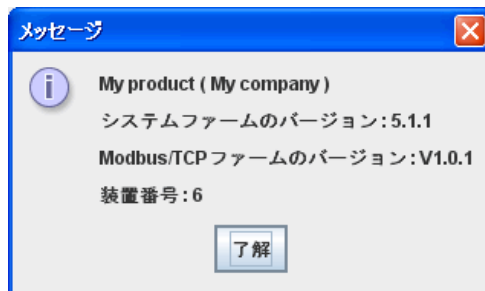 メッセージ
My product ( My company )
システムファームのバージョン:5.1.1
Modbus/TCPファームのバージョン:V1.0.1
装置番号:6
了解